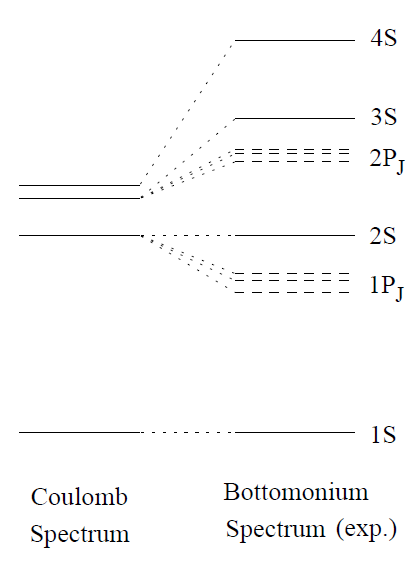 4S
3S
2P_J
2S
1P_J
1S
Coulomb
Spectrum
Bottomonium
Spectrum (exp.)